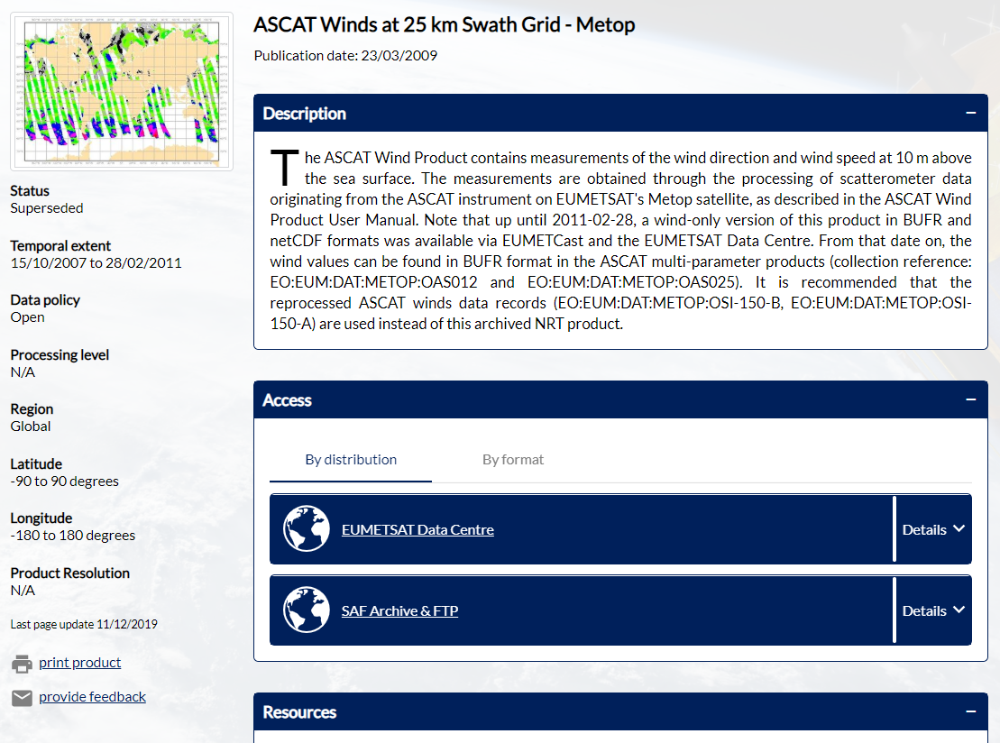 ASCAT Winds at 25 km Swath Grid - Metop
Publication date: 23/03/2009
Status
Superseded
Temporal extent
15/10/2007 to 28/02/2011
Data policy
Open
Processing level
N/A
Region
Global
Latitude
-90 to 90 degrees
Longitude
-180 to 180 degrees
Product Resolution
N/A
Last page update 11/12/2019
print product
provide feedback
Description
The ASCAT Wind Product contains measurements of the wind direction and wind speed at 10 m above
the sea surface. The measurements are obtained through the processing of scatterometer data
originating from the ASCAT instrument on EUMETSAT's Metop satellite, as described in the ASCAT Wind
Product User Manual. Note that up until 2011-02-28, a wind-only version of this product in BUFR and
netCDF formats was available via EUMETCast and the EUMETSAT Data Centre. From that date on, the
wind values can be found in BUFR format in the ASCAT multi-parameter products (collection reference:
EO:EUM:DAT:METOP:OAS012 and EO:EUM:DAT:METOP:OAS025). It is recommended that the
reprocessed ASCAT winds data records (EO:EUM:DAT:METOP:OSI-150-B, EO:EUM:DAT:METOP:OSI-
150-A) are used instead of this archived NRT product.
Access
By distribution
By format
EUMETSAT Data Centre
Details
SAF Archive & FTP
Details
Resources